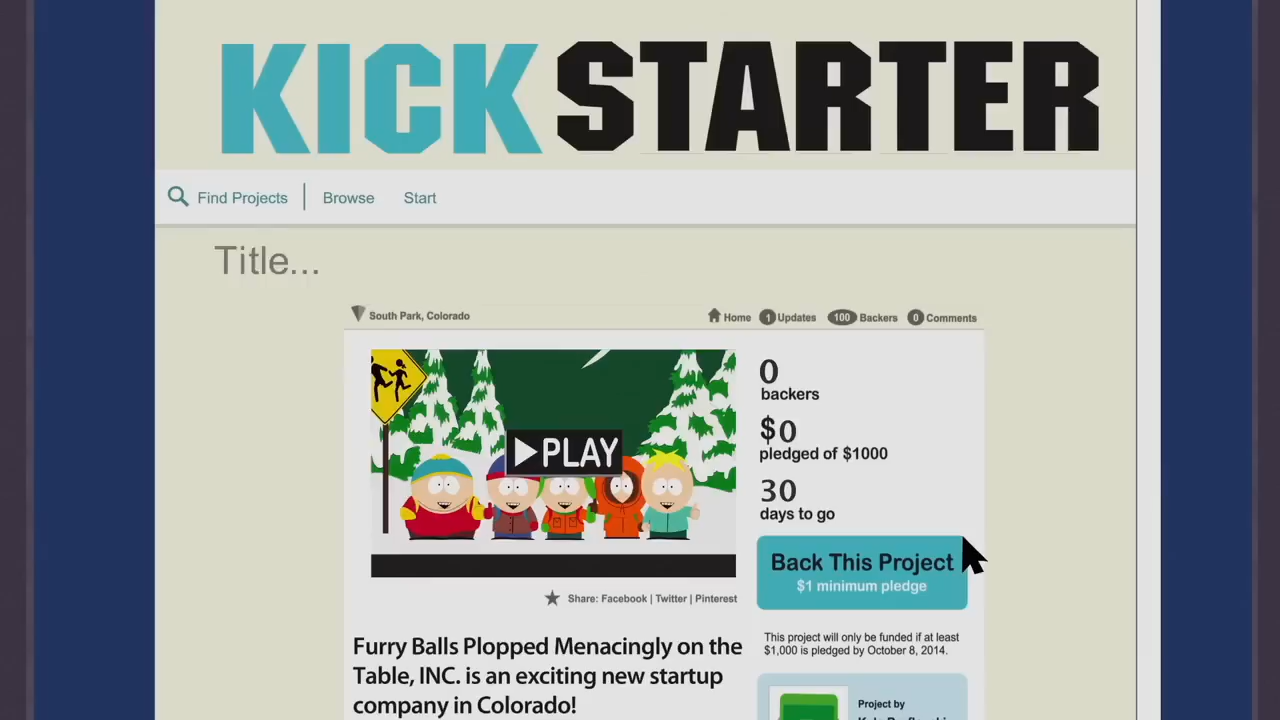 KICKSTARTER
Find Projects | Browse Start
Title...
South Park, Colorado
Home 1 Updates 100 Backers 0 Comments
PLAY
0
backers
$0
pledged of $1000
30
days to go
Back This Project
$1 minimum pledge
Share: Facebook | Twitter | Pinterest
This project will only be funded if at least
$1,000 is pledged by October 8, 2014.
Furry Balls Plopped Menacingly on the
Table, INC. is an exciting new startup
company in Colorado!
Project by